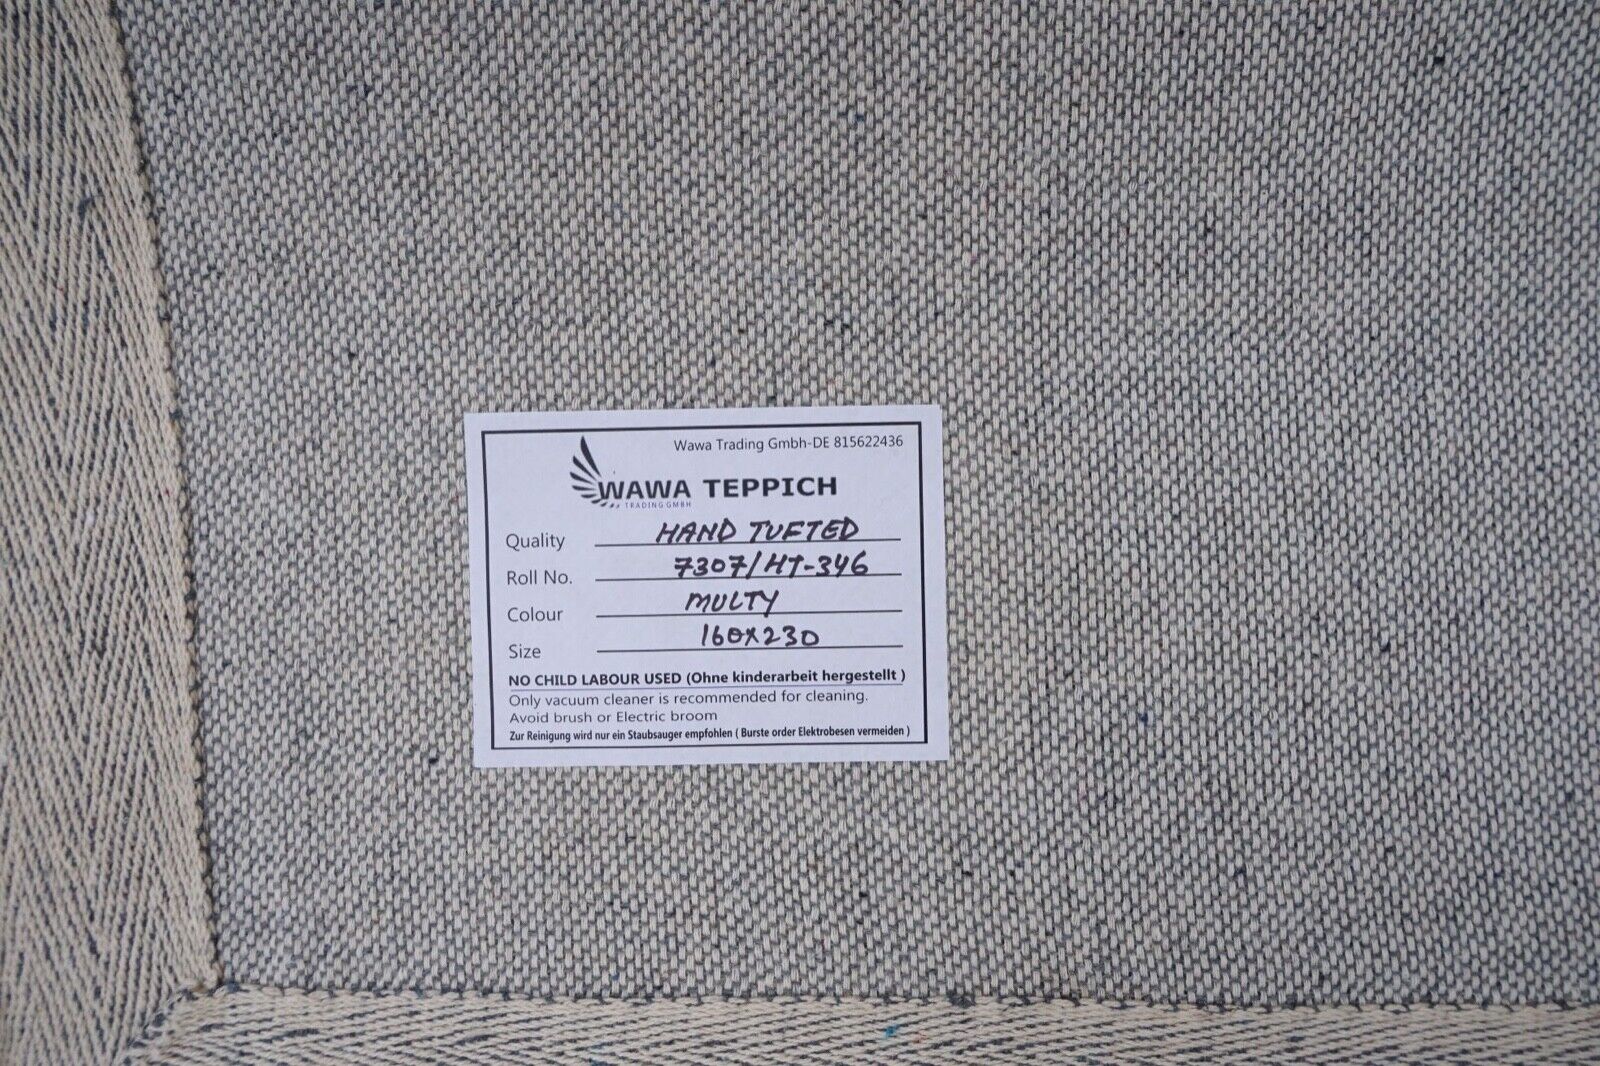 Wawa Trading Gmbh-DE 815622436
WAWA TEPPICH
TRADING GMBH
Quality HAND TUFTED
Roll No. 7307/HT-346
Colour MULTY
Size 160X230
NO CHILD LABOUR USED (Ohne kinderarbeit hergestellt )
Only vacuum cleaner is recommended for cleaning.
Avoid brush or Electric broom
Zur Reinigung wird nur ein Staubsauger empfohlen ( Burste order Elektrobesen vermeiden )